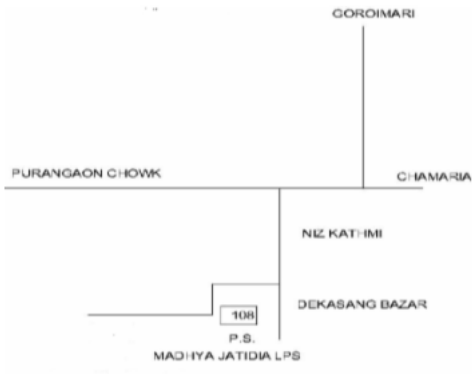 GOROIMARI
PURANGAON CHOWK
CHAMARIA
NIZ KATHMI
DEKASANG BAZAR
108
P.S.
MADHYA JATIDIA LPS